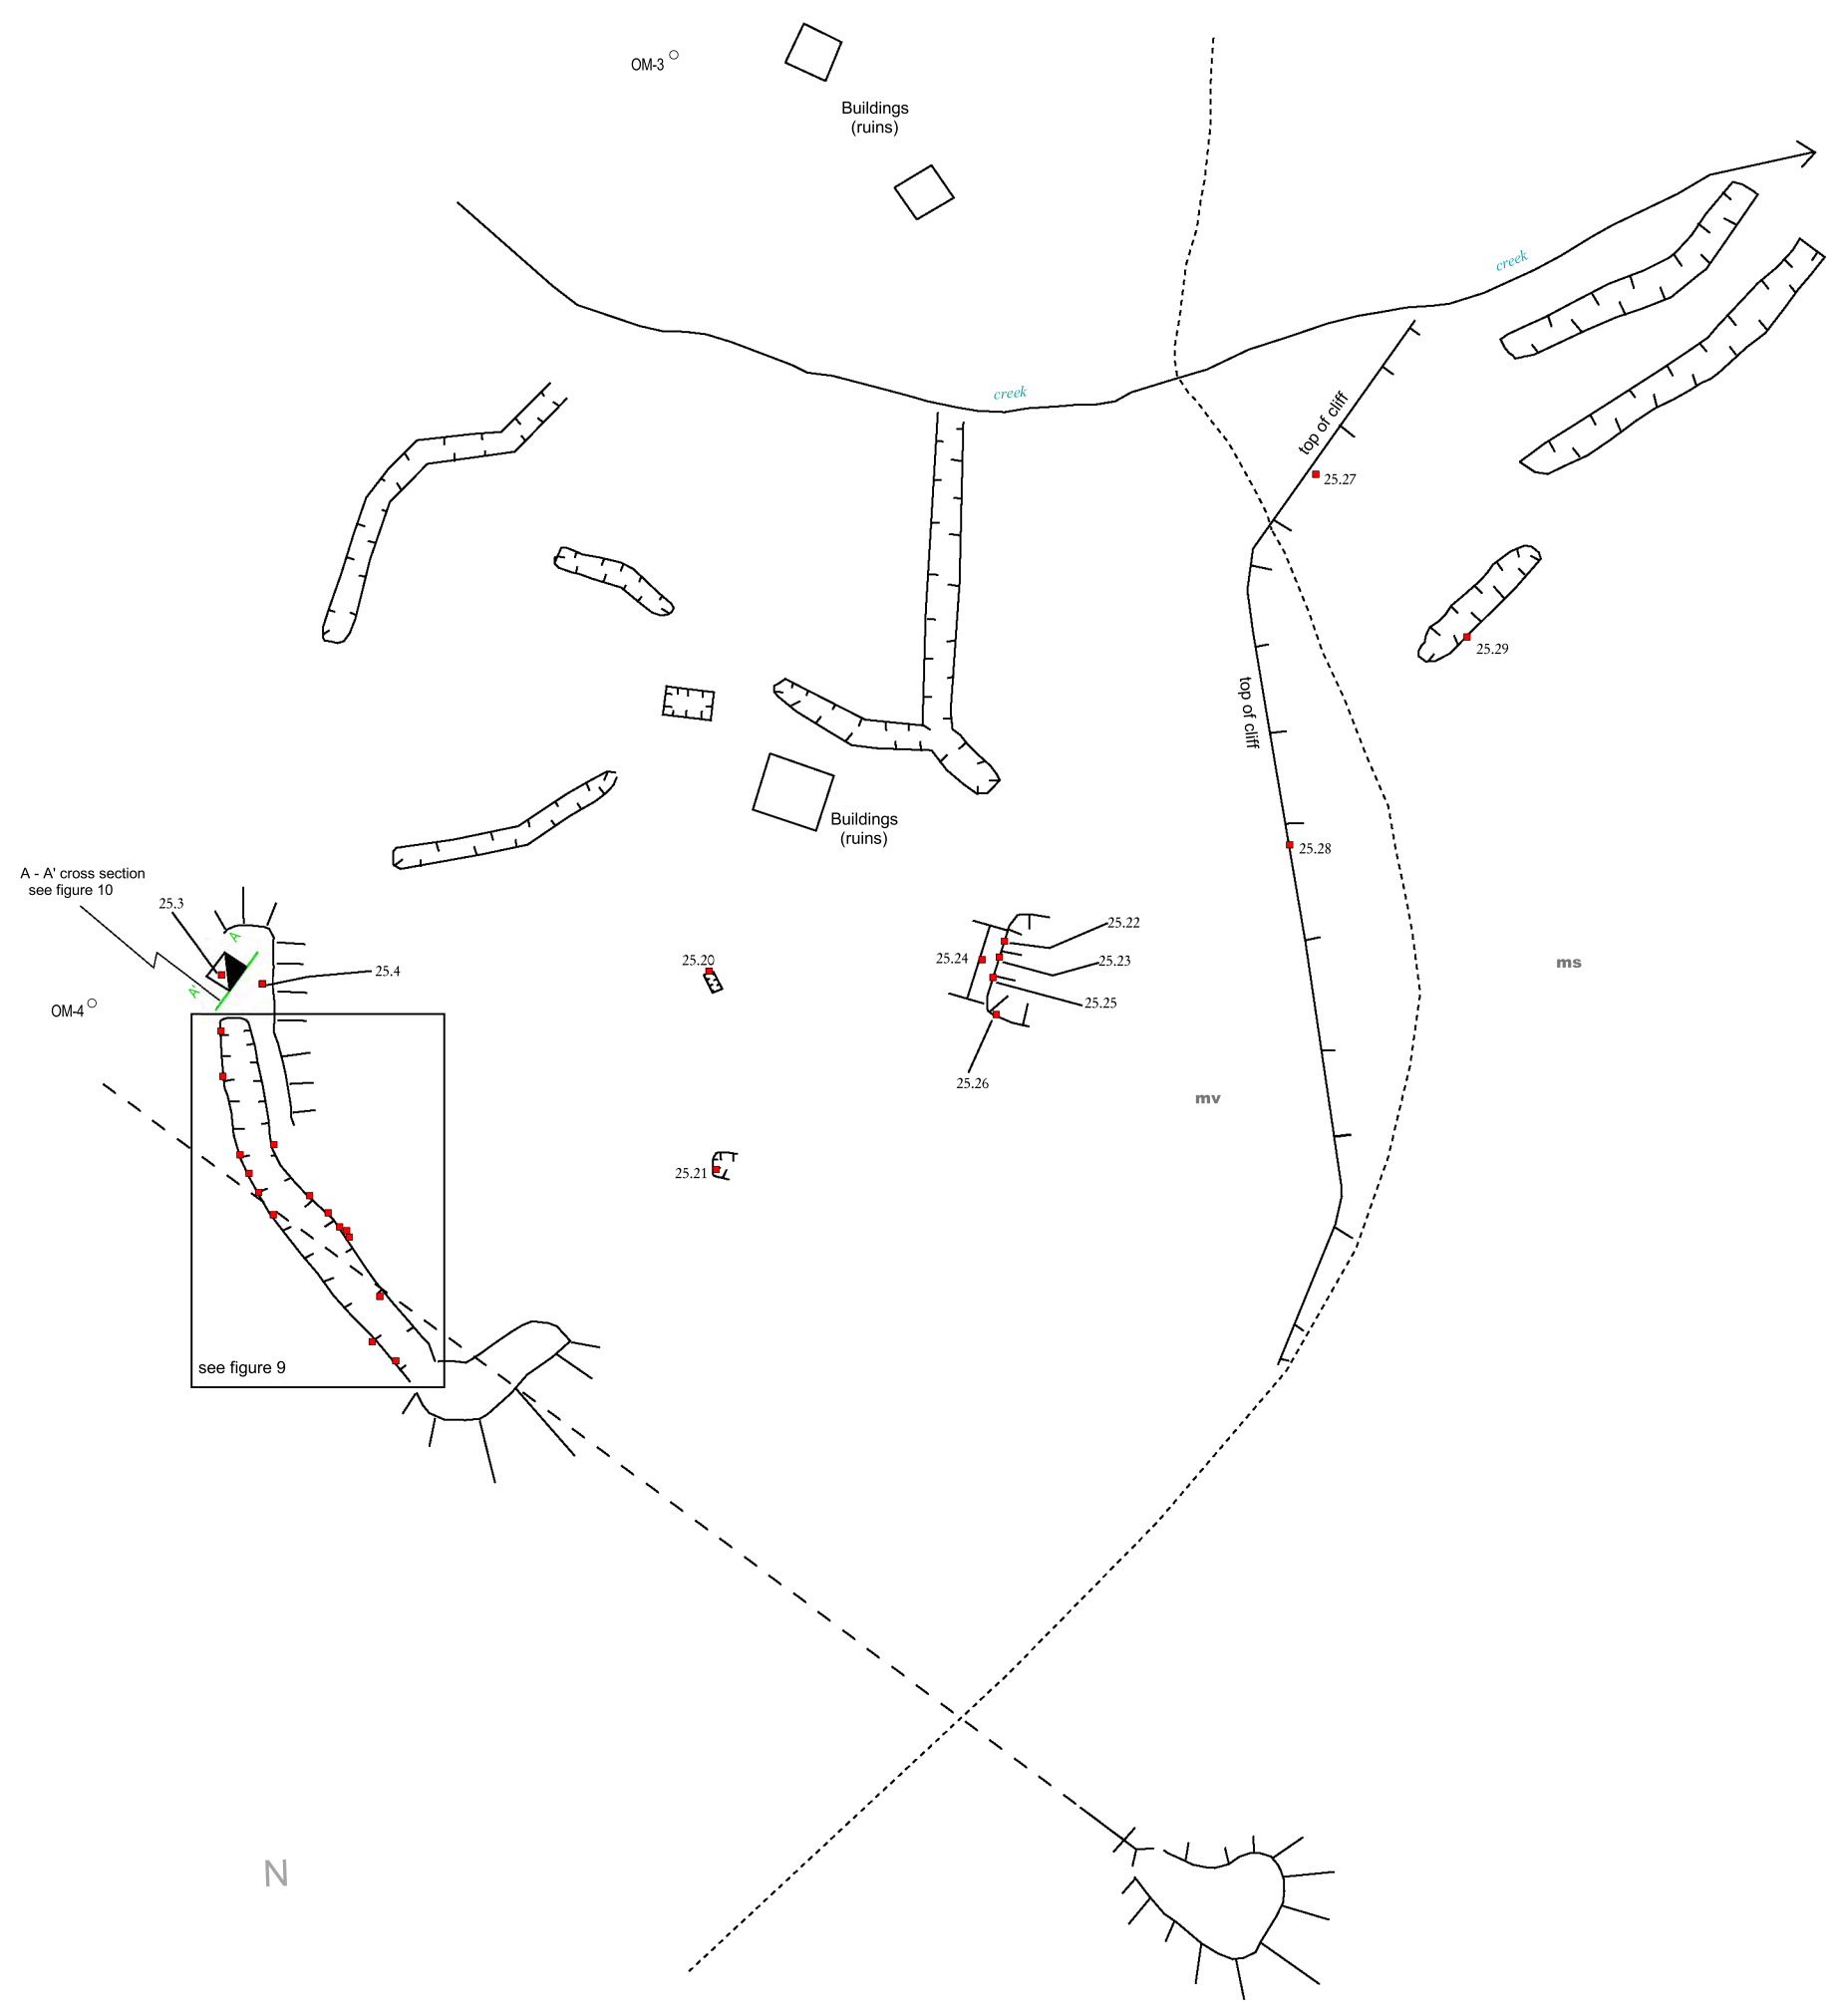 OM-3
Buildings
(ruins)
creek
creek
top of cliff
25.27
25.29
top of cliff
Buildings
(ruins)
25.28
A - A' cross section
see figure 10
25.3
A
A'
25.4
OM-4
25.20
25.22
25.24
25.23
25.25
25.26
ms
mv
25.21
see figure 9
N